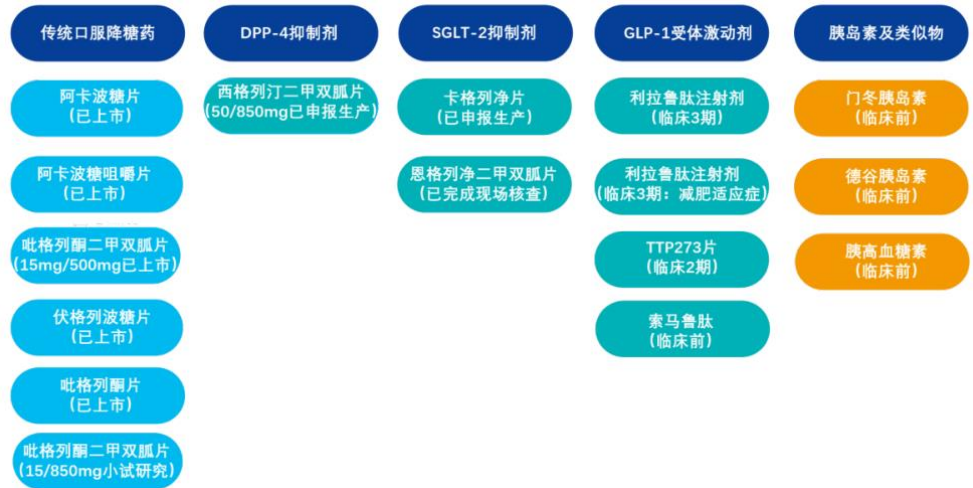 传统口服降糖药
DPP-4抑制剂
SGLT-2抑制剂
GLP-1受体激动剂
胰岛素及类似物
阿卡波糖片
(已上市)
西格列汀二甲双胍片
(50/850mg已申报生产)
卡格列净片
(已申报生产)
利拉鲁肽注射剂
(临床3期)
门冬胰岛素
(临床前)
阿卡波糖咀嚼片
(已上市)
恩格列净二甲双胍片
(已完成现场核查)
利拉鲁肽注射剂
(临床3期：减肥适应症)
德谷胰岛素
(临床前)
吡格列酮二甲双胍片
(15mg/500mg已上市)
TTP273片
(临床2期)
胰高血糖素
(临床前)
伏格列波糖片
(已上市)
索马鲁肽
(临床前)
吡格列酮片
(已上市)
吡格列酮二甲双胍片
(15/850mg小试研究)